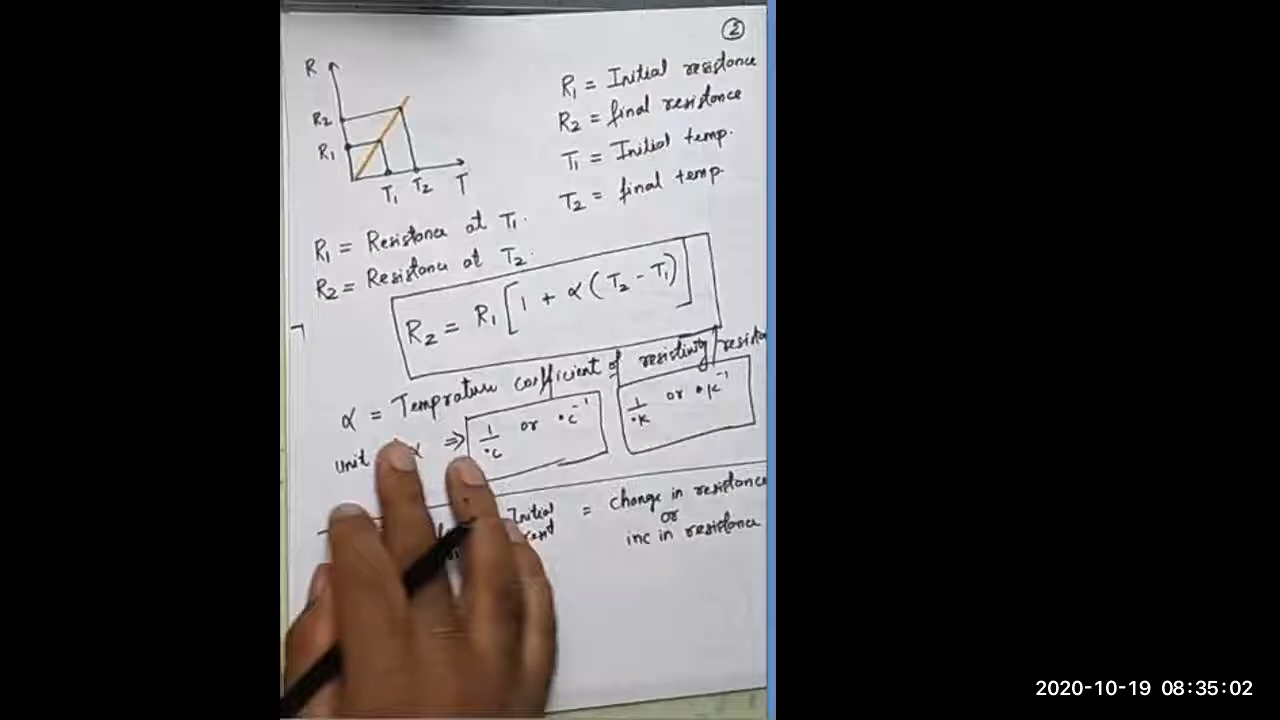 ②
R
R₂
R₁
T₁ T₂ T
R₁ = Initial resistance
R₂ = final resistance
T₁ = Initial temp.
T₂ = final temp.
R₁ = Resistance at T₁.
R₂ = Resistance at T₂.
R₂ = R₁ [1 + α (T₂ - T₁)]
α = Temprature coefficient of
unit α ⇒ 1/°C or °C⁻¹ 1/°K or °K⁻¹
Initial = change in resistance
or
inc in resistance
2020-10-19 08:35:02